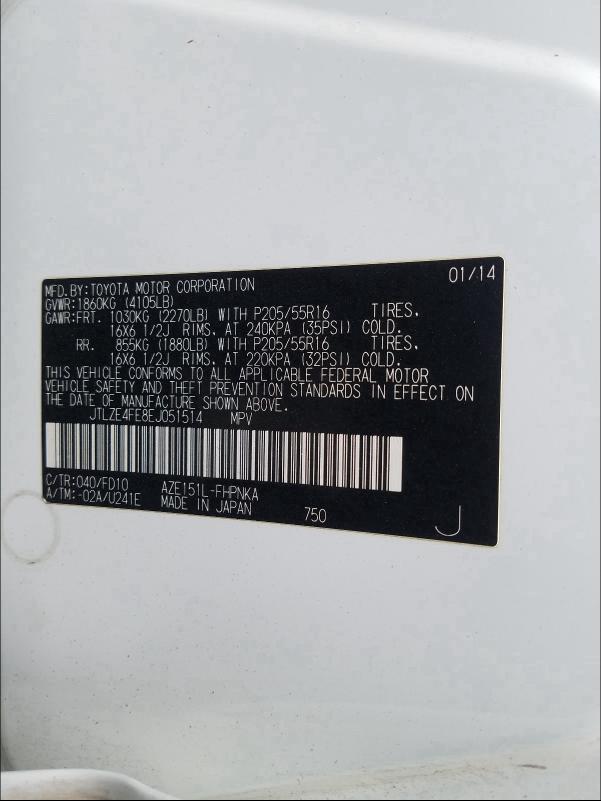 MFD.BY:TOYOTA MOTOR CORPORATION 01/14
GVWR:1860KG (4105LB)
GAWR:FRT. 1030KG (2270LB) WITH P205/55R16 TIRES,
16X6 1/2J RIMS, AT 240KPA (35PSI) COLD.
RR. 855KG (1880LB) WITH P205/55R16 TIRES,
16X6 1/2J RIMS, AT 220KPA (32PSI) COLD.
THIS VEHICLE CONFORMS TO ALL APPLICABLE FEDERAL MOTOR
VEHICLE SAFETY AND THEFT PREVENTION STANDARDS IN EFFECT ON
THE DATE OF MANUFACTURE SHOWN ABOVE.
JTLZE4FE8EJ051514 MPV
C/TR:040/FD10 AZE151L-FHPNKA
A/TM:-02A/U241E MADE IN JAPAN 750 J